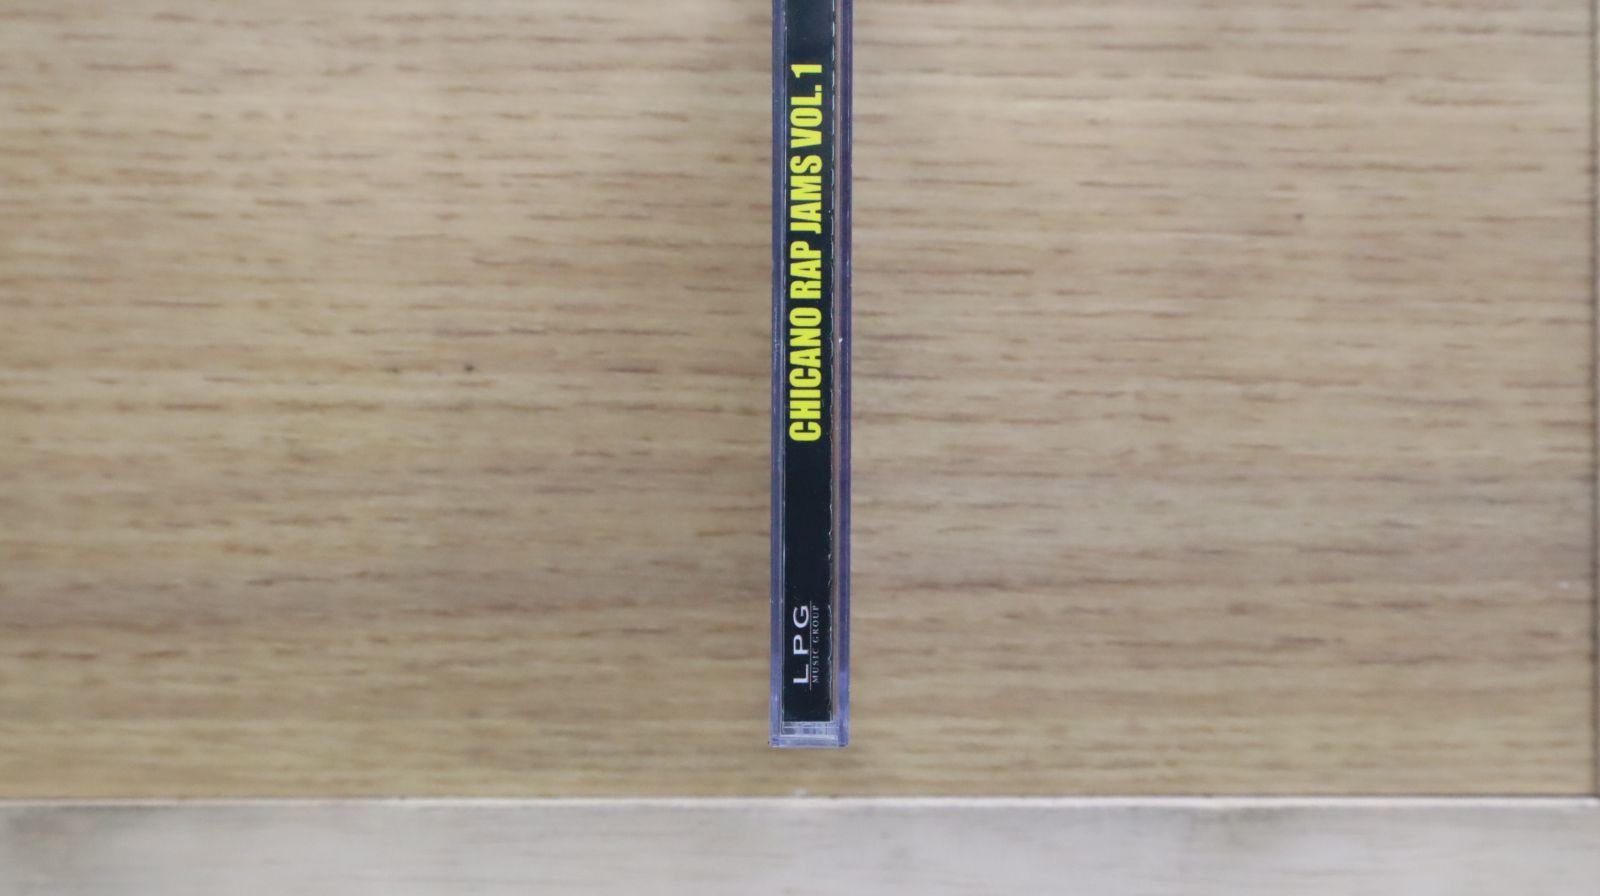 CHICANO RAP JAMS VOL. 1
LPG
MUSIC GROUP